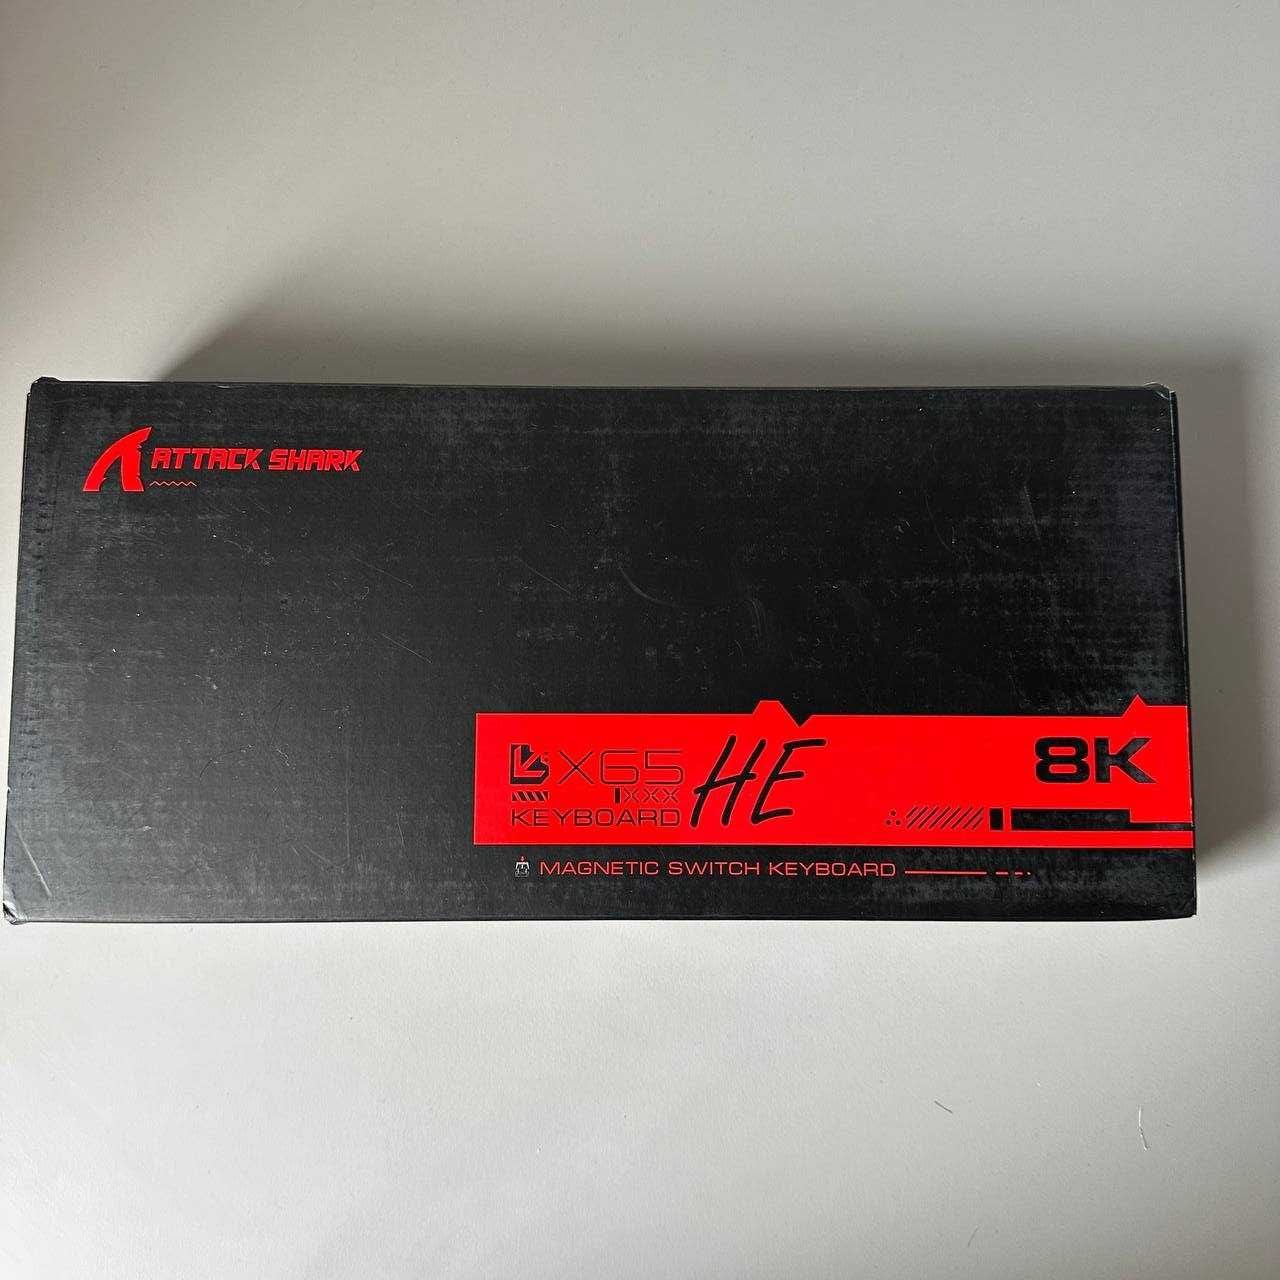 ATTACK SHARK
X65 HE
KEYBOARD
8K
MAGNETIC SWITCH KEYBOARD